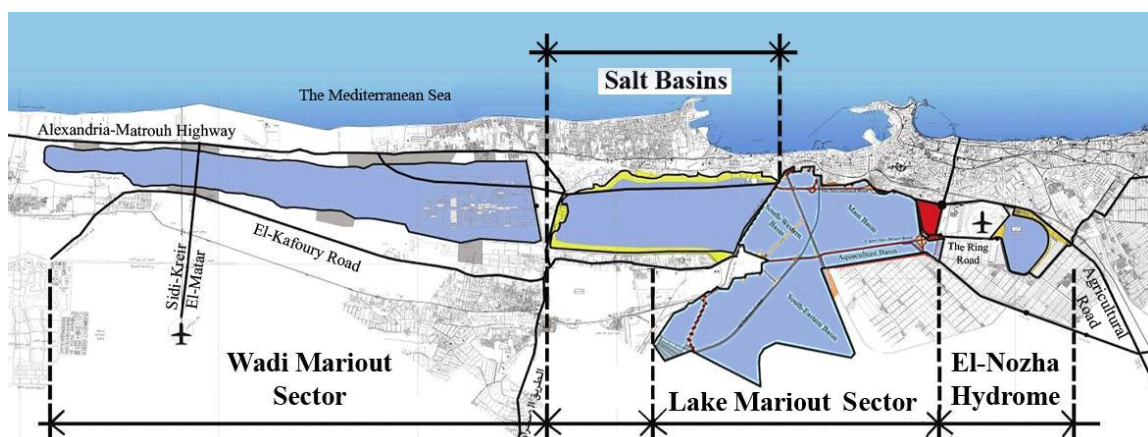 Salt Basins
The Mediterranean Sea
Alexandria-Matrouh Highway
El-Kafoury Road
Sidi-Kreir
El-Matar
South-Western
Basin
Main Basin
Aquaculture Basin
South-Eastern Basin
The Ring
Road
Agricultural
Road
Wadi Mariout
Sector
Lake Mariout Sector
El-Nozha
Hydrome